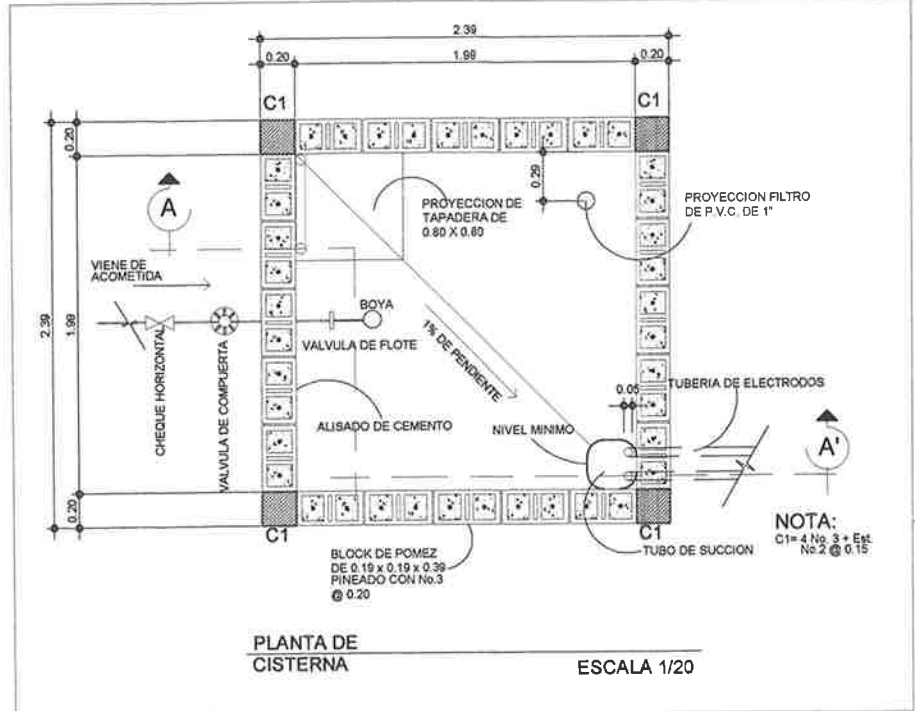 2.39
0.20
1.99
0.20
C1
C1
0.20
2.39
1.99
0.20
A
VIENE DE
ACOMETIDA
CHEQUE HORIZONTAL
VALVULA DE COMPUERTA
BOYA
VALVULA DE FLOTE
PROYECCION DE
TAPADERA DE
0.80 X 0.80
0.29
PROYECCION FILTRO
DE P.V.C. DE 1"
1% DE PENDIENTE
ALISADO DE CEMENTO
NIVEL MINIMO
0.05
TUBERIA DE ELECTRODOS
A'
C1
C1
BLOCK DE POMEZ
DE 0.19 x 0.19 x 0.39
PINEADO CON No.3
@ 0.20
TUBO DE SUCCION
NOTA:
C1= 4 No. 3 + Est.
No.2 @ 0.15
PLANTA DE
CISTERNA
ESCALA 1/20